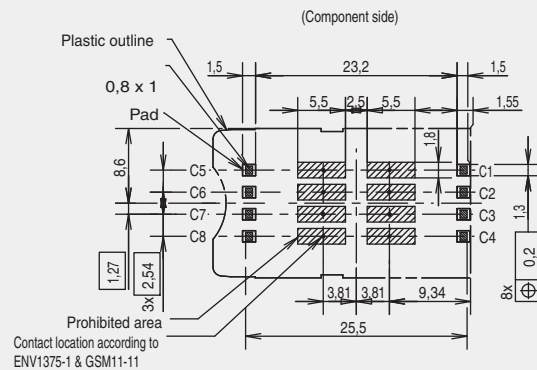 (Component side)
Plastic outline
1,5
23,2
1,5
0,8 x 1
5,5
2,5
5,5
1,55
Pad
1,8
8,6
C5
C1
C6
C2
C7
C3
C8
C4
1,3
0,2
8x
1,27
2,54
3x
Prohibited area
3,81
3,81
9,34
Contact location according to
ENV1375-1 & GSM11-11
25,5